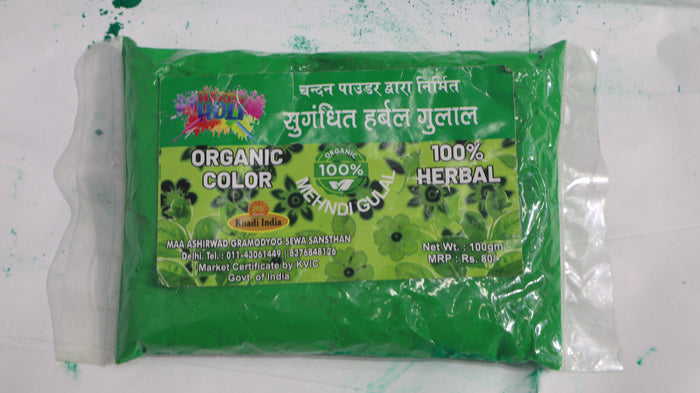 चन्दन पाउडर द्वारा निर्मित
सुगंधित हर्बल गुलाल
ORGANIC
COLOR
ORGANIC
100%
MEHNDI GULAL
100%
HERBAL
Khadi India
MAA ASHIRWAD GRAMODYOG SEWA SANSTHAN
Delhi. Tel. : 011-43061449 || 8376848126
Market Certificate by KVIC
Govt. of India
Net Wt. : 100gm
MRP : Rs. 80/-